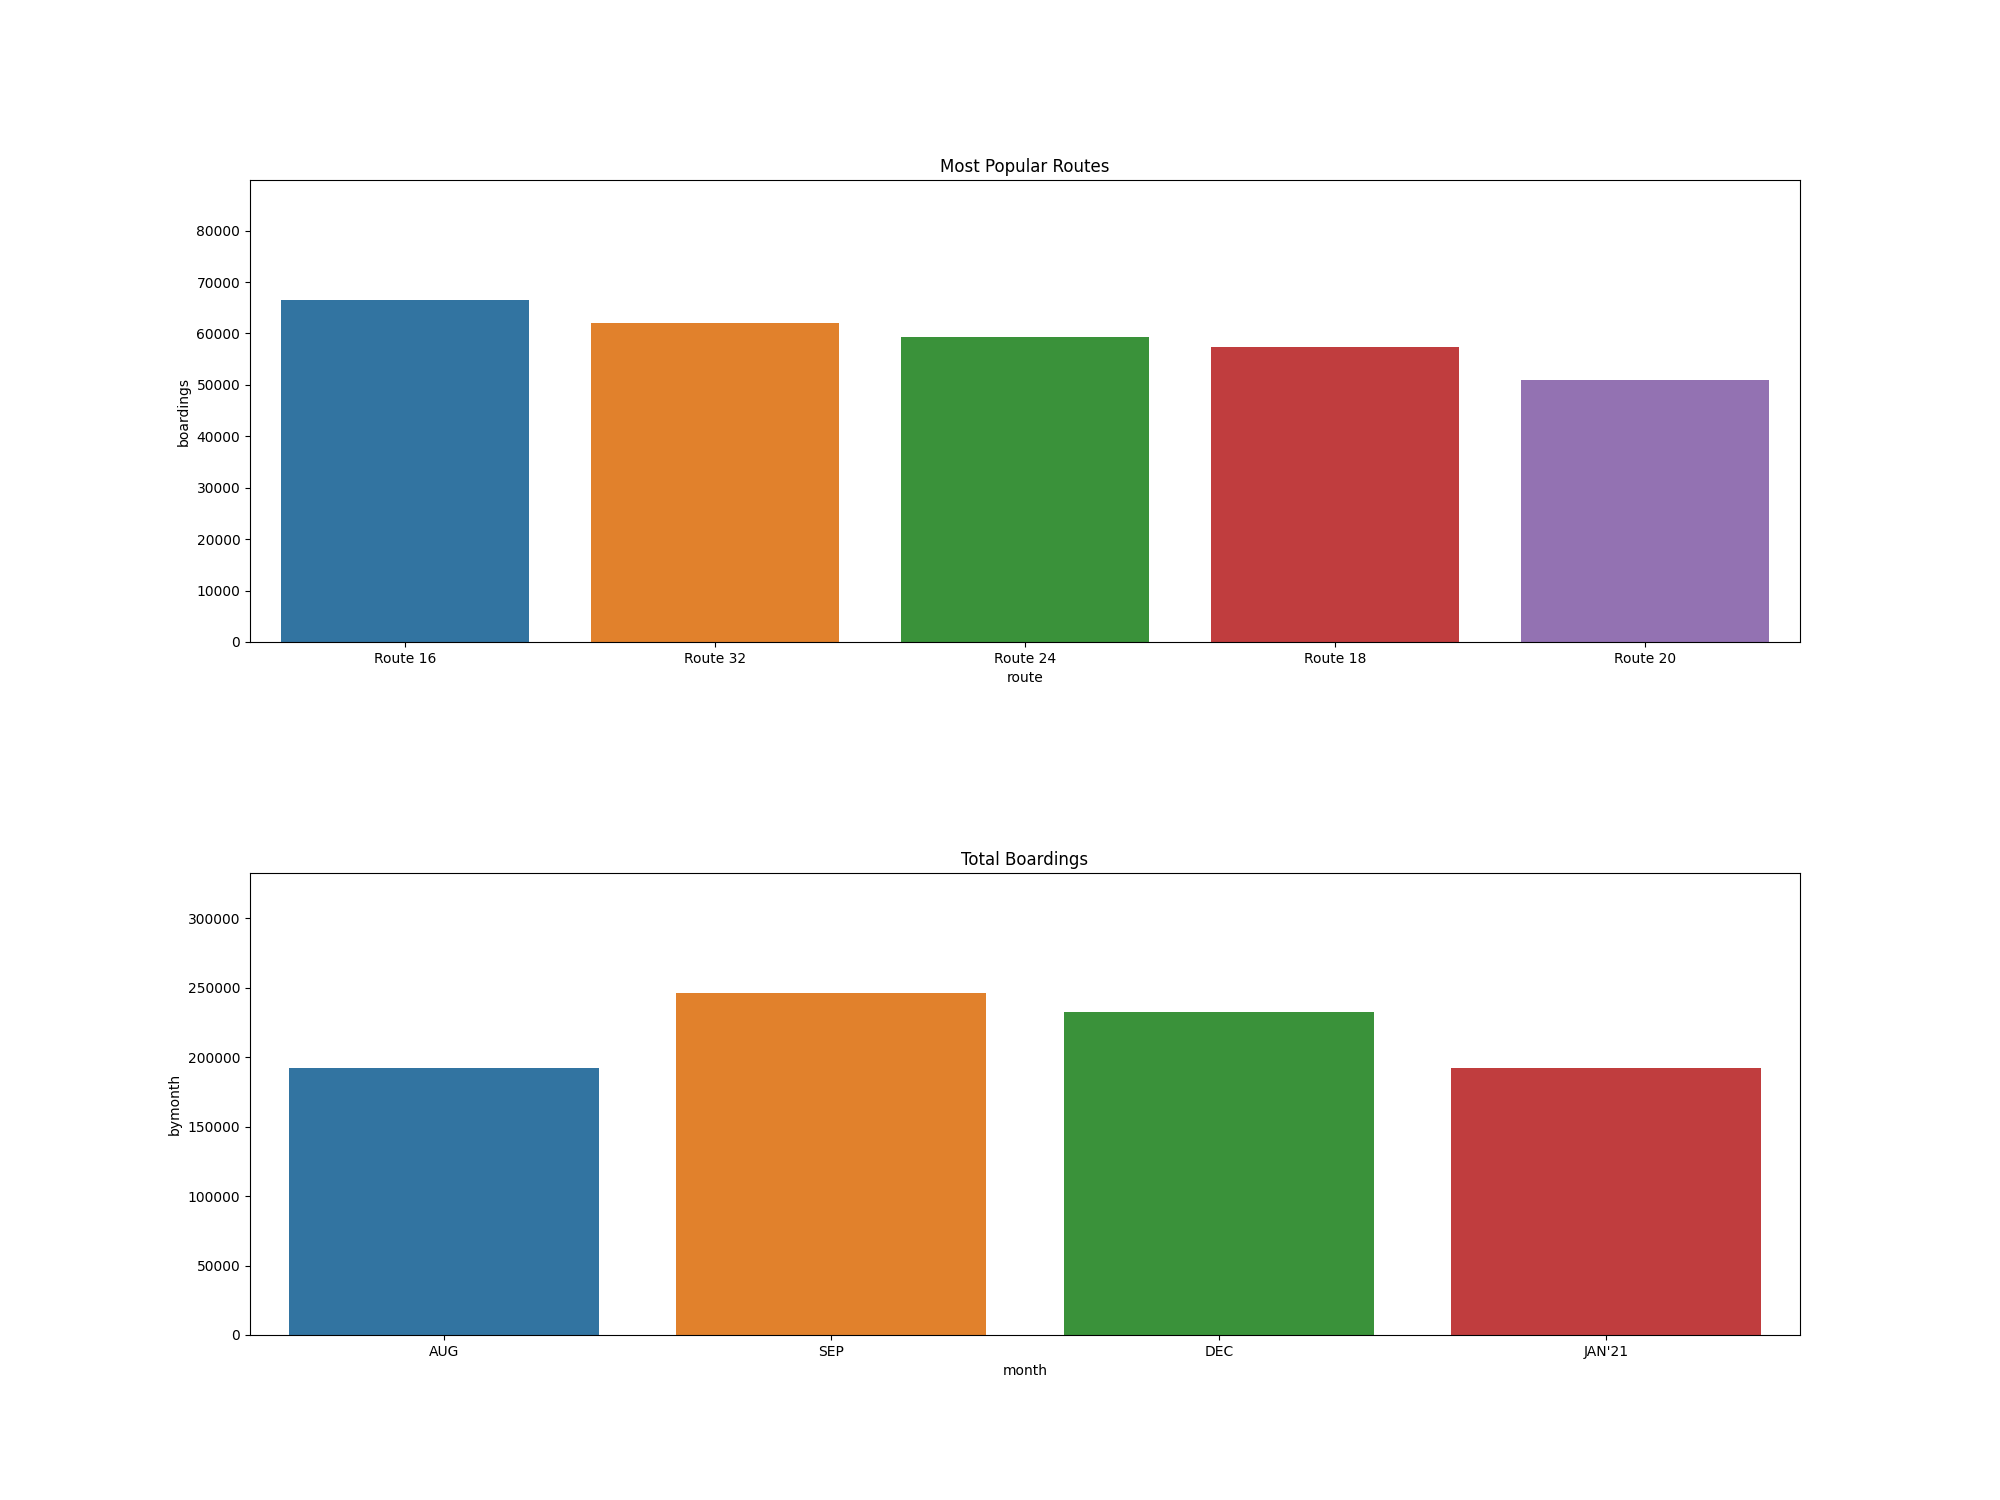 Most Popular Routes
80000
70000
60000
50000
40000
30000
20000
10000
0
boardings
Route 16 Route 32 Route 24 Route 18 Route 20
route
Total Boardings
300000
250000
200000
150000
100000
50000
0
bymonth
AUG SEP DEC JAN'21
month